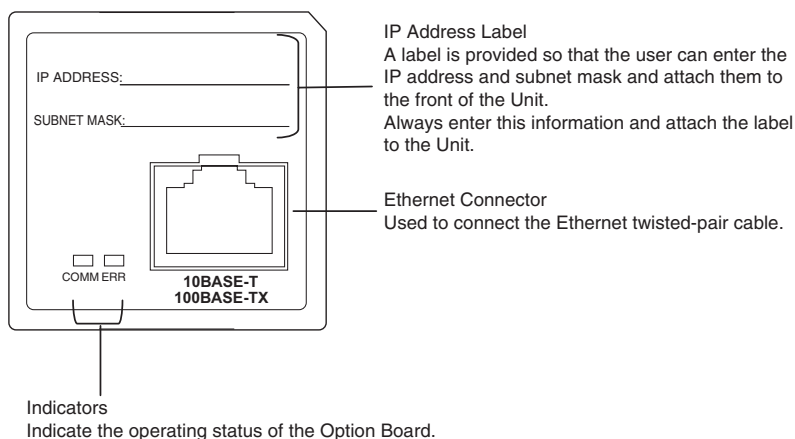 IP Address Label
A label is provided so that the user can enter the
IP address and subnet mask and attach them to
the front of the Unit.
Always enter this information and attach the label
to the Unit.
IP ADDRESS:
SUBNET MASK:
Ethernet Connector
Used to connect the Ethernet twisted-pair cable.
COMM ERR
10BASE-T
100BASE-TX
Indicators
Indicate the operating status of the Option Board.